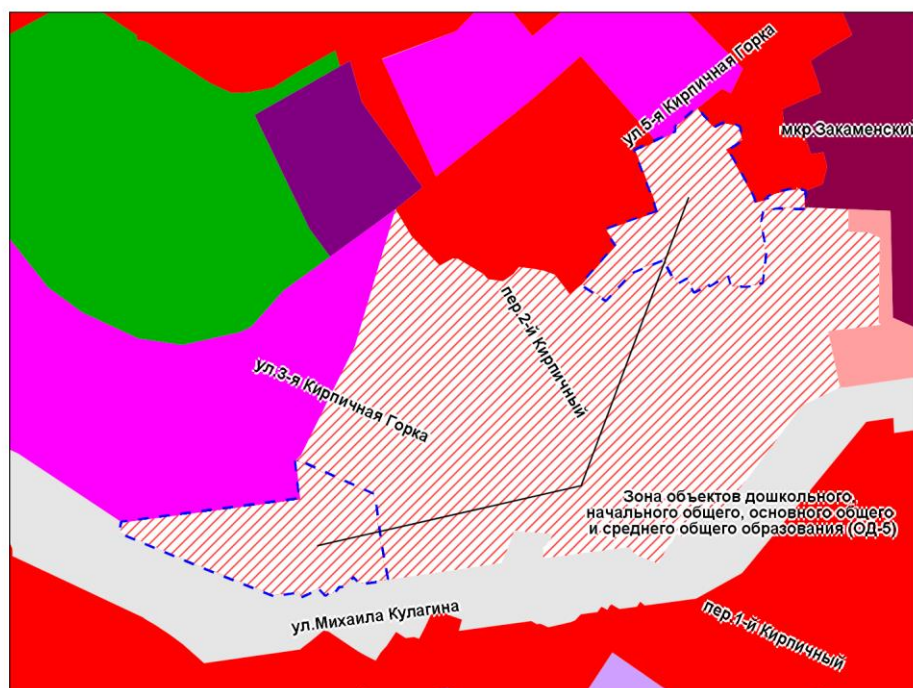 ул.5-я Кирпичная Горка
мкр.Закаменский
пер.2-й Кирпичный
ул.3-я Кирпичная Горка
Зона объектов дошкольного,
начального общего, основного общего
и среднего общего образования (ОД-5)
ул.Михаила Кулагина
пер.1-й Кирпичный